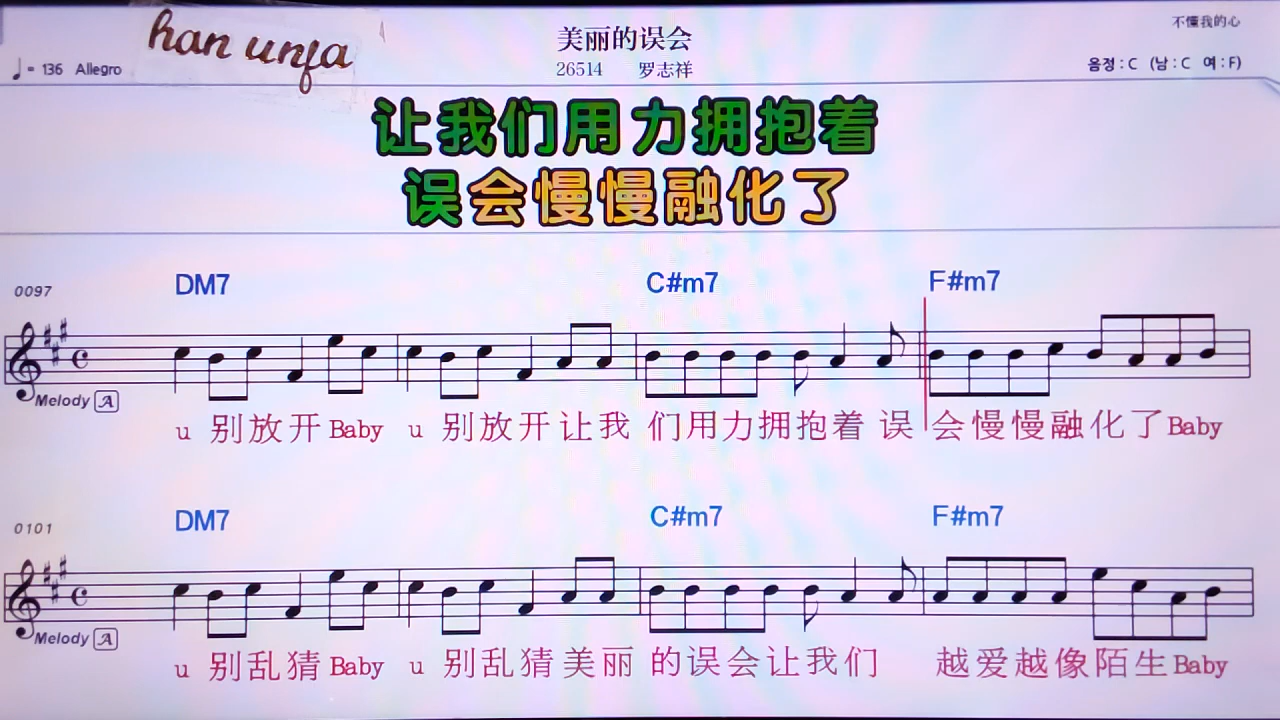 han unfa
美丽的误会
不懂我的心
♩= 136 Allegro
26514 罗志祥
음정 : C (남 : C 여 : F)
让我们用力拥抱着
误会慢慢融化了
0097
DM7 C#m7 F#m7
Melody A
u 别放开 Baby u 别放开让我 们用力拥抱着 误 会慢慢融化了 Baby
0101
DM7 C#m7 F#m7
Melody A
u 别乱猜 Baby u 别乱猜美丽 的误会让我们 越爱越像陌生 Baby